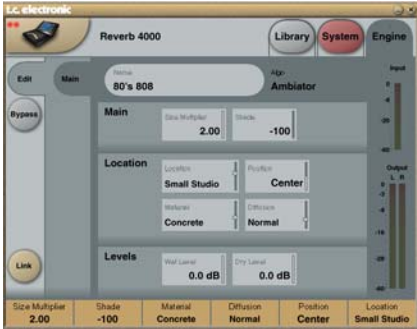 t.c. electronic
Reverb 4000
Library
System
Engine
Edit
Main
Name
80's 808
Algo
Ambiator
Input
Bypass
Main
Size Multiplier
2.00
Shade
-100
Location
Location
Small Studio
Position
Center
Material
Concrete
Diffusion
Normal
Output
L R
Link
Levels
Wet Level
0.0 dB
Dry Level
0.0 dB
Size Multiplier
2.00
Shade
-100
Material
Concrete
Diffusion
Normal
Position
Center
Location
Small Studio